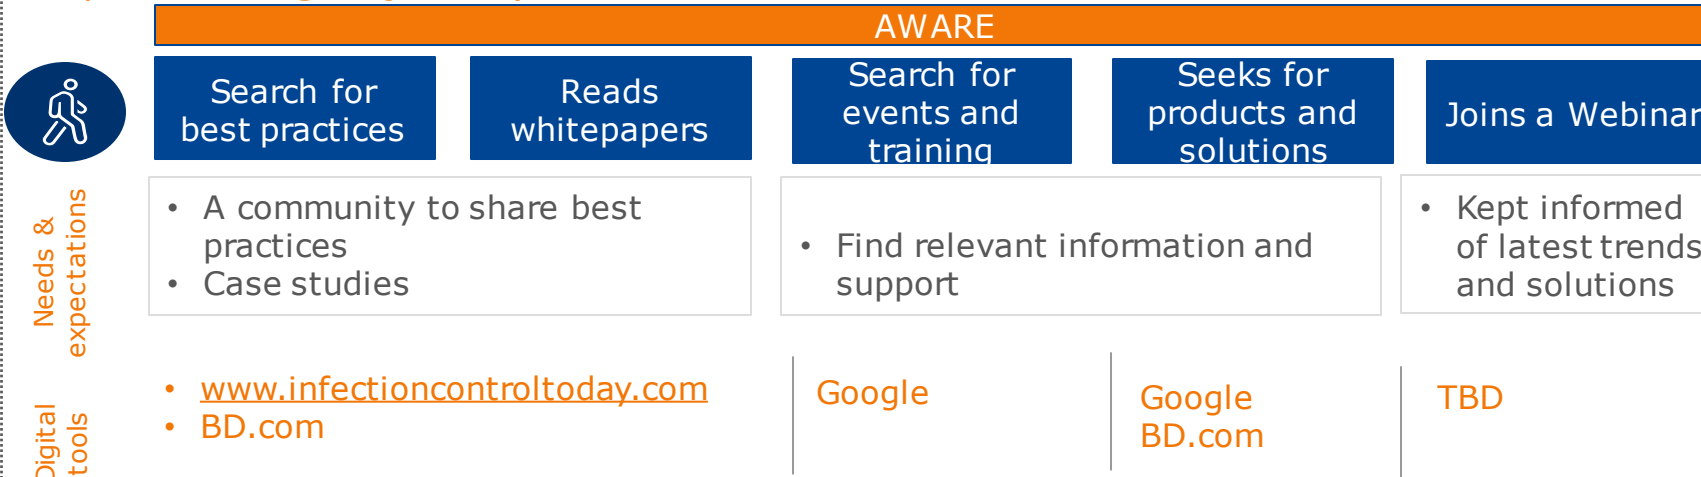 AWARE
Search for
best practices
Reads
whitepapers
Search for
events and
training
Seeks for
products and
solutions
Joins a Webinar
Needs &
expectations
• A community to share best
practices
• Case studies
• Find relevant information and
support
• Kept informed
of latest trends
and solutions
Digital
tools
• www.infectioncontroltoday.com
• BD.com
Google
Google
BD.com
TBD